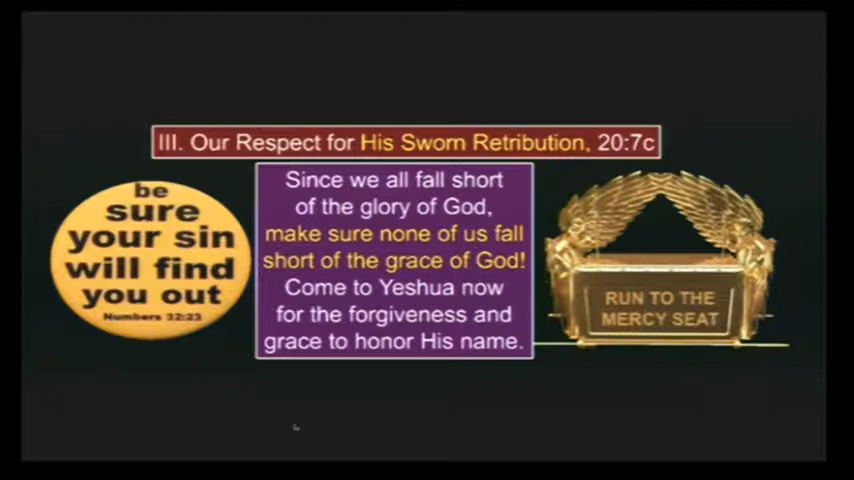 III. Our Respect for His Sworn Retribution, 20:7c
be
sure
your sin
will find
you out
Numbers 32:23
Since we all fall short
of the glory of God,
make sure none of us fall
short of the grace of God!
Come to Yeshua now
for the forgiveness and
grace to honor His name.
RUN TO THE
MERCY SEAT